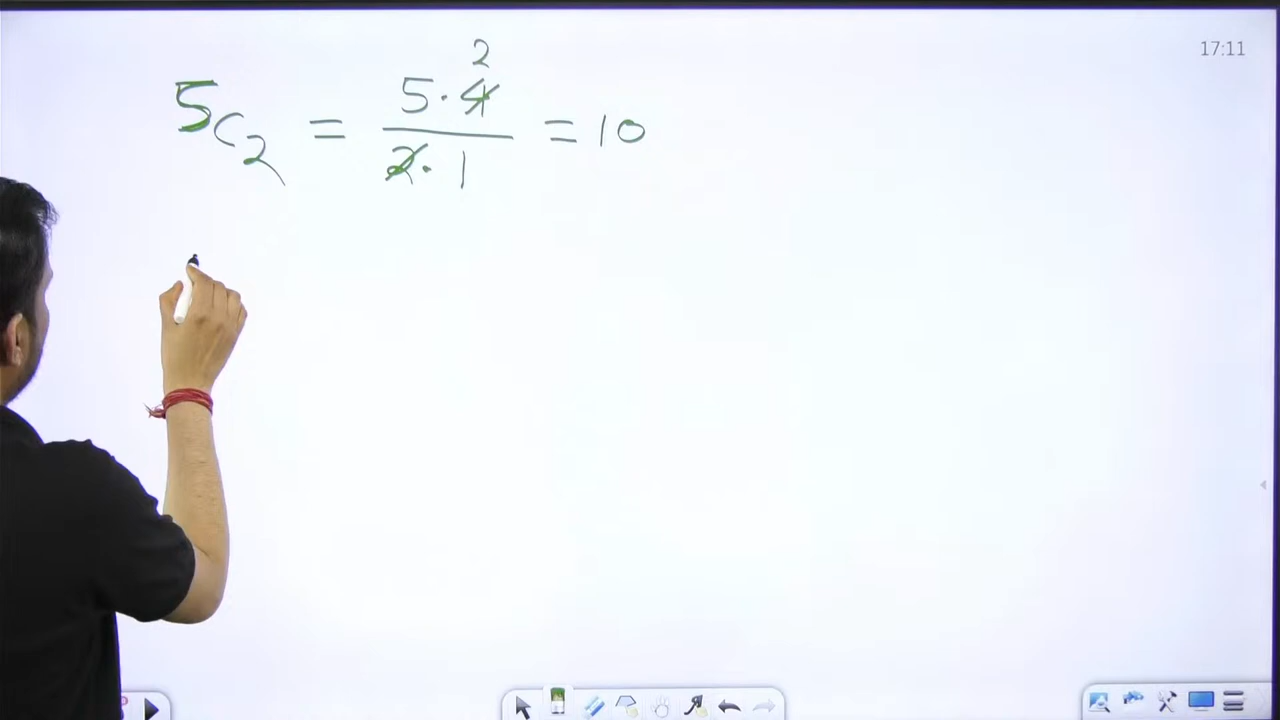 17:11
5C2 = 5·4 2 / 2·1 = 10